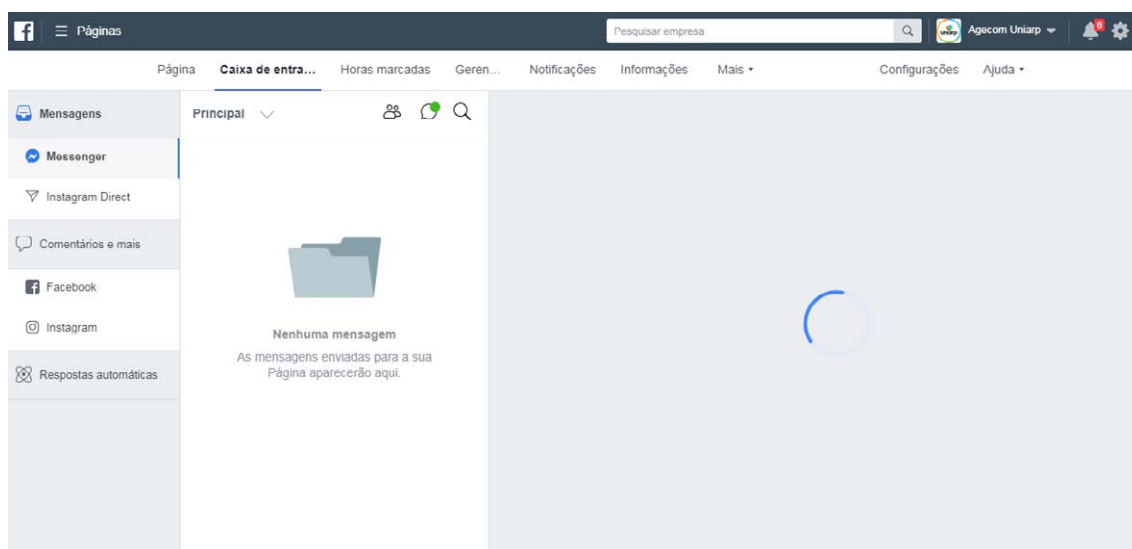 Páginas
Pesquisar empresa
Agecom Uniarp
6
Página Caixa de entra... Horas marcadas Geren... Notificações Informações Mais Configurações Ajuda
Mensagens
Principal
Messenger
Instagram Direct
Comentários e mais
Facebook
Instagram
Nenhuma mensagem
As mensagens enviadas para a sua
Página aparecerão aqui.
Respostas automáticas